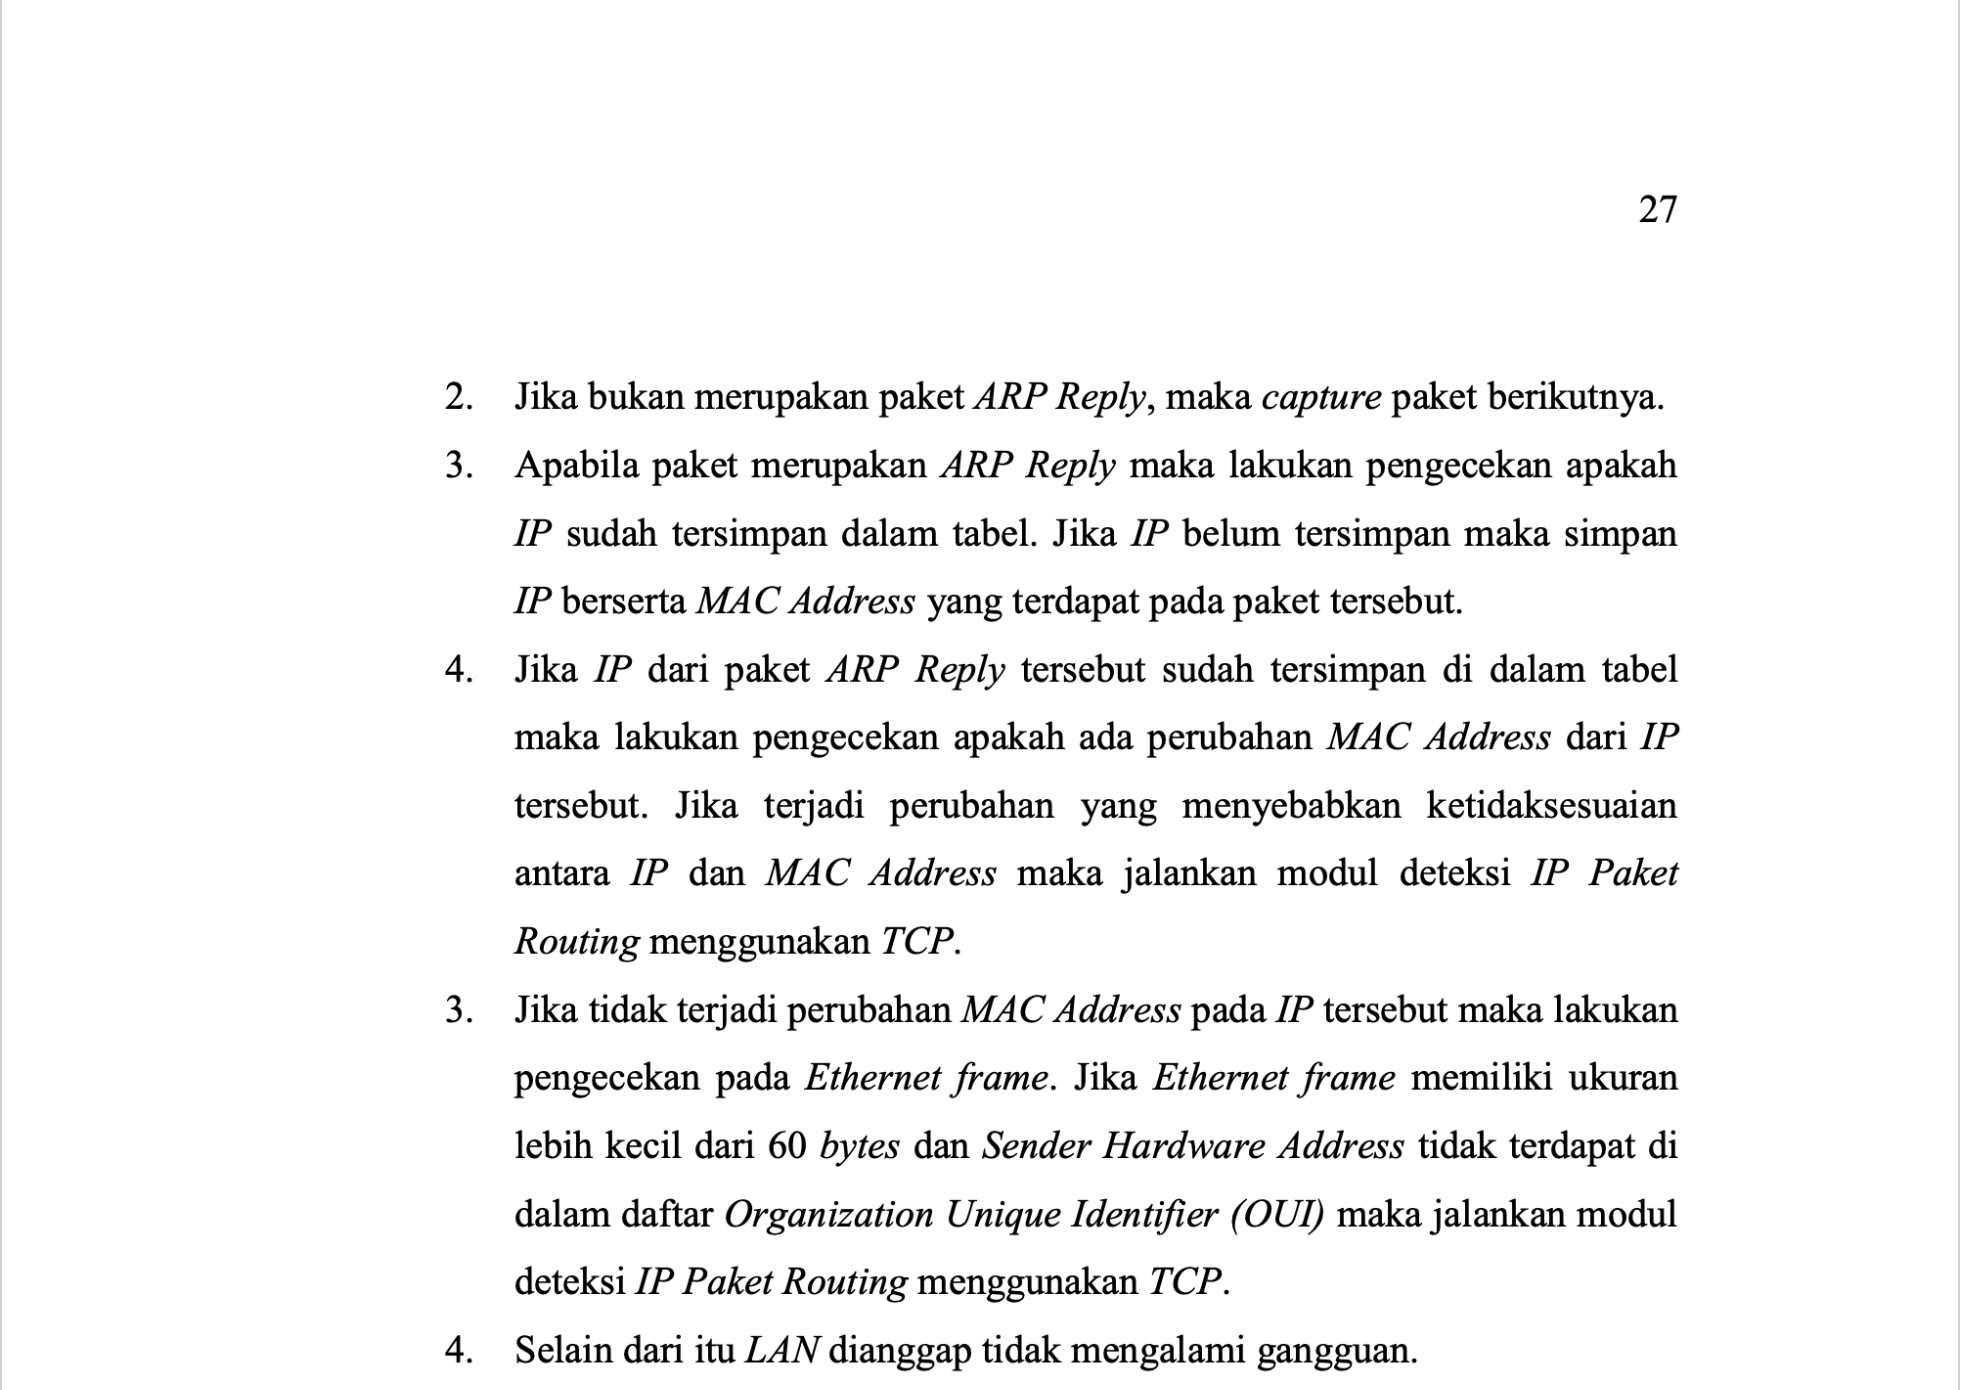 27
2. Jika bukan merupakan paket ARP Reply, maka capture paket berikutnya.
3. Apabila paket merupakan ARP Reply maka lakukan pengecekan apakah
IP sudah tersimpan dalam tabel. Jika IP belum tersimpan maka simpan
IP berserta MAC Address yang terdapat pada paket tersebut.
4. Jika IP dari paket ARP Reply tersebut sudah tersimpan di dalam tabel
maka lakukan pengecekan apakah ada perubahan MAC Address dari IP
tersebut. Jika terjadi perubahan yang menyebabkan ketidaksesuaian
antara IP dan MAC Address maka jalankan modul deteksi IP Paket
Routing menggunakan TCP.
3. Jika tidak terjadi perubahan MAC Address pada IP tersebut maka lakukan
pengecekan pada Ethernet frame. Jika Ethernet frame memiliki ukuran
lebih kecil dari 60 bytes dan Sender Hardware Address tidak terdapat di
dalam daftar Organization Unique Identifier (OUI) maka jalankan modul
deteksi IP Paket Routing menggunakan TCP.
4. Selain dari itu LAN dianggap tidak mengalami gangguan.